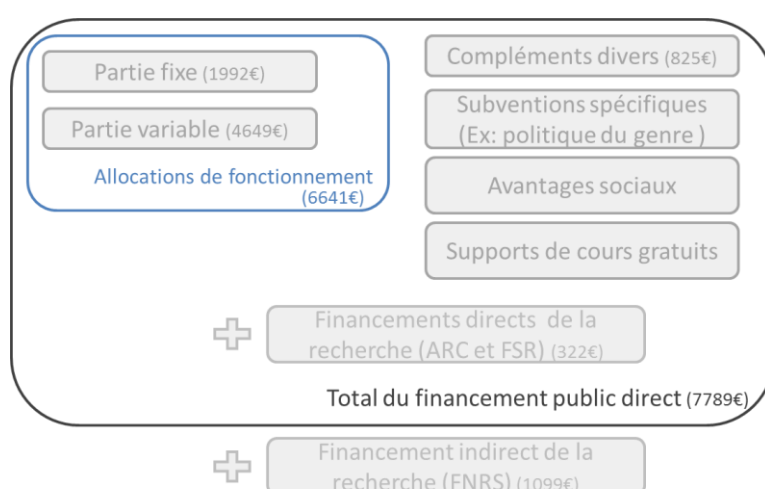 Partie fixe (1992€)
Partie variable (4649€)
Allocations de fonctionnement
(6641€)
Compléments divers (825€)
Subventions spécifiques
(Ex: politique du genre )
Avantages sociaux
Supports de cours gratuits
Financements directs de la
recherche (ARC et FSR) (322€)
Total du financement public direct (7789€)
Financement indirect de la
recherche (FNRS) (1099€)